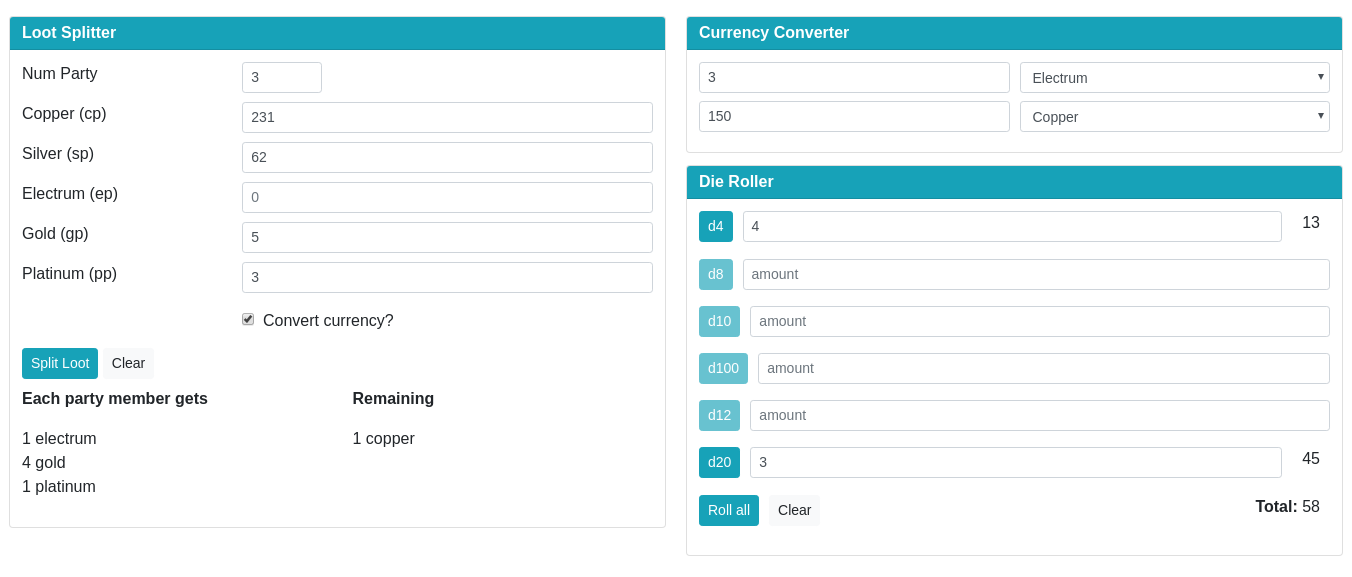 Loot Splitter
Num Party 3
Copper (cp) 231
Silver (sp) 62
Electrum (ep) 0
Gold (gp) 5
Platinum (pp) 3
Convert currency?
Split Loot Clear
Each party member gets Remaining
1 electrum 1 copper
4 gold
1 platinum
Currency Converter
3 Electrum
150 Copper
Die Roller
d4 4 13
d8 amount
d10 amount
d100 amount
d12 amount
d20 3 45
Roll all Clear Total: 58